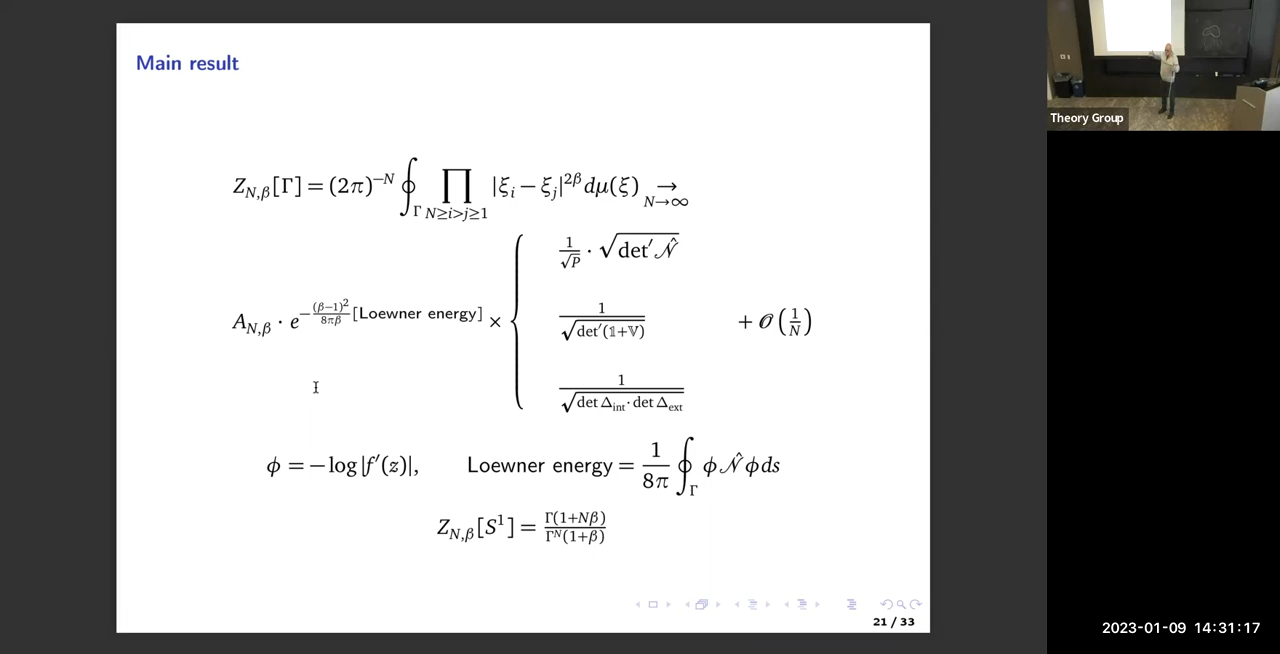 Main result
Z_{N,β}[Γ] = (2π)^{−N} ∮_Γ ∏_{N≥i>j≥1} |ξ_i − ξ_j|^{2β} dμ(ξ) →_{N→∞}
1/√P · √(det′ 𝒩̂)
A_{N,β} · e^{−(β−1)²/(8πβ) [Loewner energy]} × { 1/√(det′(𝟙+𝕍)) + 𝒪(1/N)
1/√(det Δ_int · det Δ_ext)
ϕ = −log|f′(z)|, Loewner energy = 1/(8π) ∮_Γ ϕ 𝒩̂ ϕ ds
Z_{N,β}[S¹] = Γ(1+Nβ)/Γ^N(1+β)
21 / 33
Theory Group
2023-01-09 14:31:17